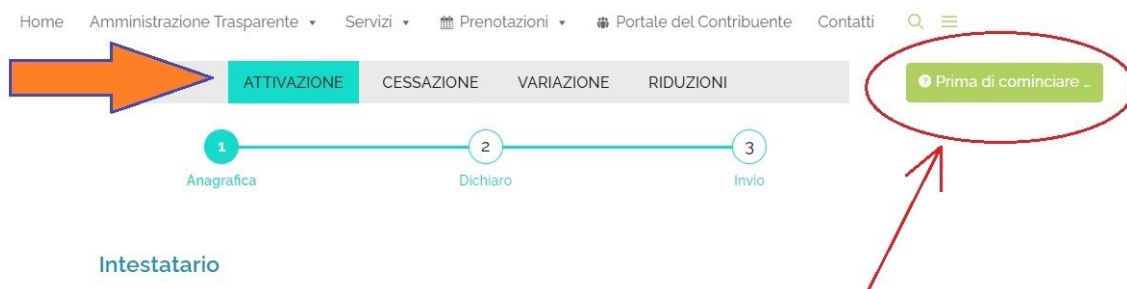 Home Amministrazione Trasparente Servizi Prenotazioni Portale del Contribuente Contatti
ATTIVAZIONE CESSAZIONE VARIAZIONE RIDUZIONI
? Prima di cominciare ...
1 2 3
Anagrafica Dichiaro Invio
Intestatario